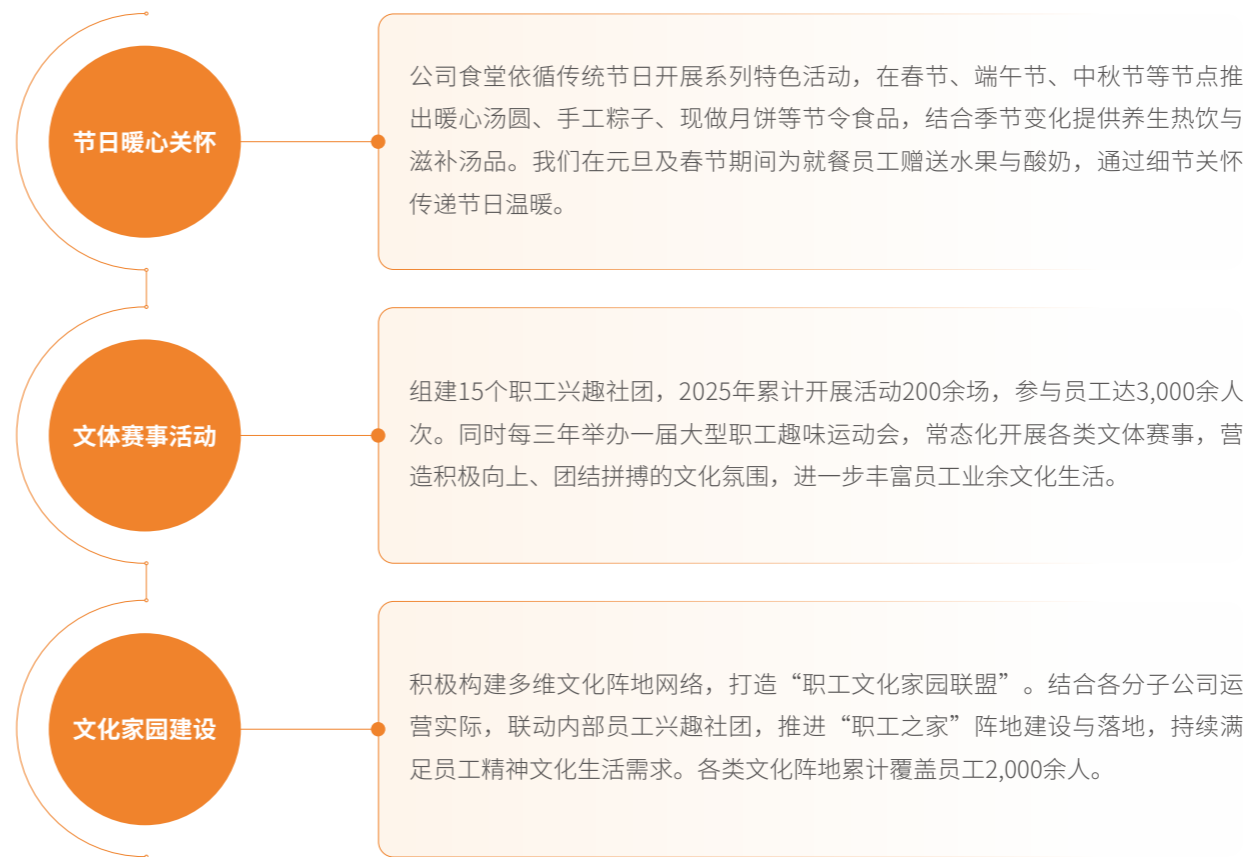 节日暖心关怀
公司食堂依循传统节日开展系列特色活动，在春节、端午节、中秋节等节点推
出暖心汤圆、手工粽子、现做月饼等节令食品，结合季节变化提供养生热饮与
滋补汤品。我们在元旦及春节期间为就餐员工赠送水果与酸奶，通过细节关怀
传递节日温暖。
文体赛事活动
组建15个职工兴趣社团，2025年累计开展活动200余场，参与员工达3,000余人
次。同时每三年举办一届大型职工趣味运动会，常态化开展各类文体赛事，营
造积极向上、团结拼搏的文化氛围，进一步丰富员工业余文化生活。
文化家园建设
积极构建多维文化阵地网络，打造“职工文化家园联盟”。结合各分子公司运
营实际，联动内部员工兴趣社团，推进“职工之家”阵地建设与落地，持续满
足员工精神文化生活需求。各类文化阵地累计覆盖员工2,000余人。